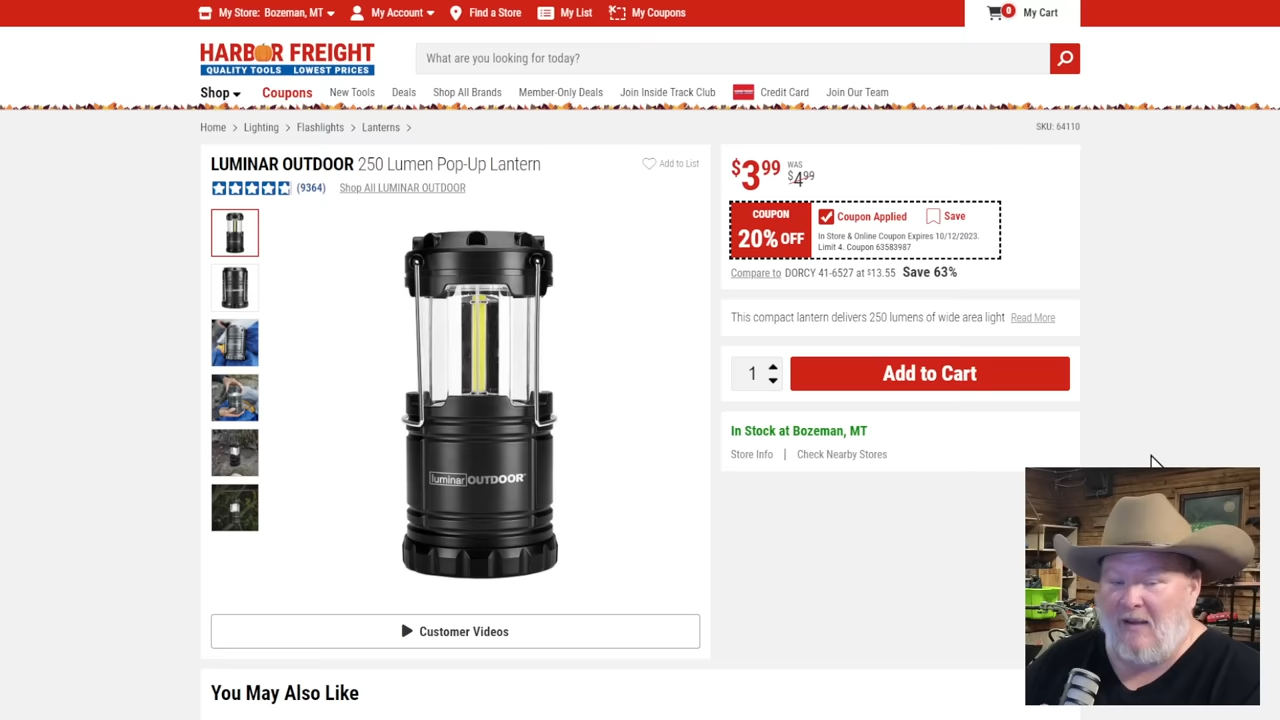 My Store: Bozeman, MT
My Account
Find a Store
My List
My Coupons
0
My Cart
HARBOR FREIGHT
QUALITY TOOLS LOWEST PRICES
What are you looking for today?
Shop
Coupons
New Tools
Deals
Shop All Brands
Member-Only Deals
Join Inside Track Club
Credit Card
Join Our Team
Home > Lighting > Flashlights > Lanterns >
SKU: 64110
LUMINAR OUTDOOR 250 Lumen Pop-Up Lantern
Add to List
(9364)
Shop All LUMINAR OUTDOOR
luminar OUTDOOR
Customer Videos
You May Also Like
$3 99
WAS
$4 99
COUPON
20% OFF
Coupon Applied
Save
In Store & Online Coupon Expires 10/12/2023.
Limit 4. Coupon 63583987
Compare to DORCY 41-6527 at $13.55 Save 63%
This compact lantern delivers 250 lumens of wide area light Read More
1
Add to Cart
In Stock at Bozeman, MT
Store Info | Check Nearby Stores